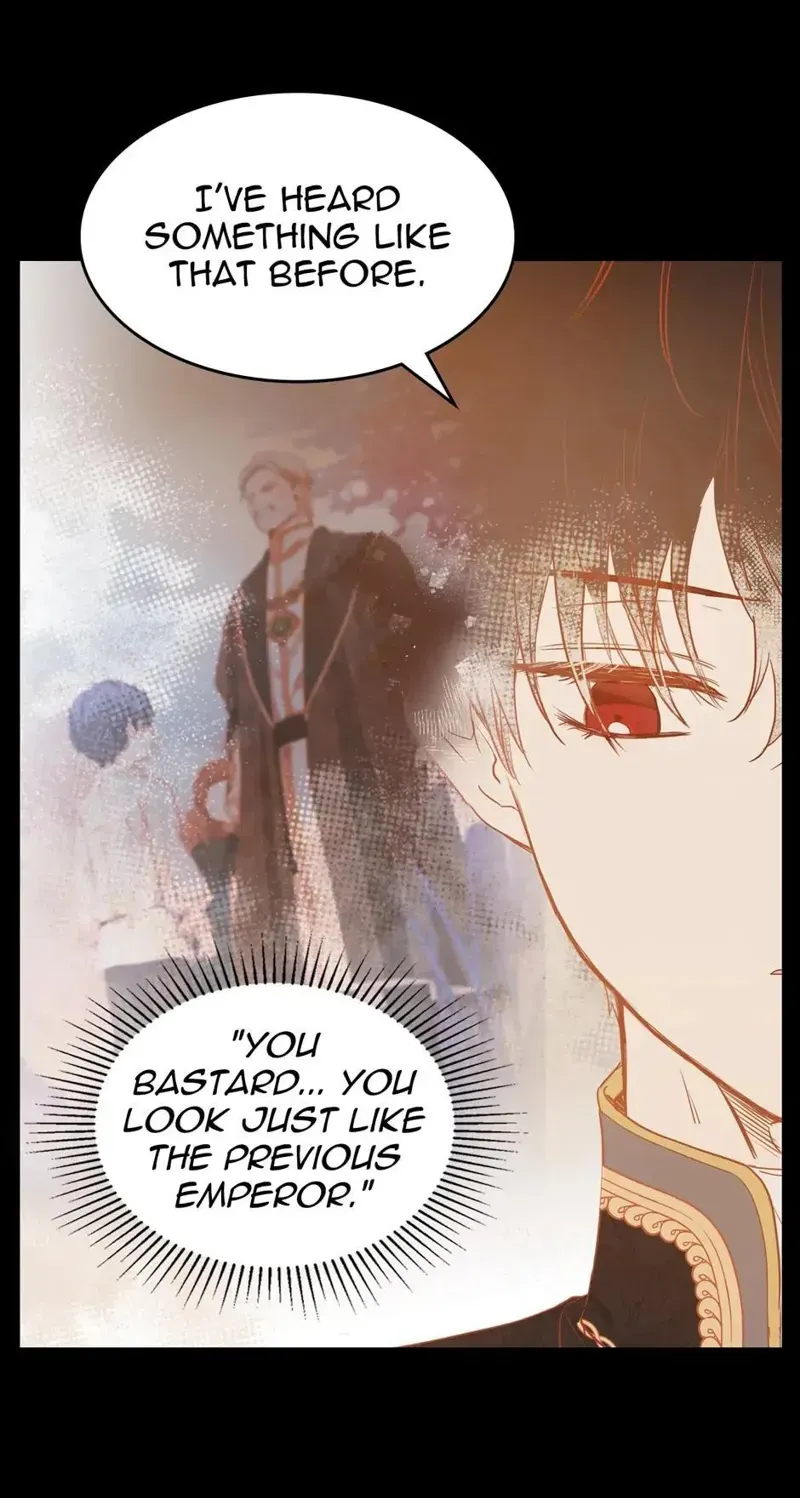 I'VE HEARD
SOMETHING LIKE
THAT BEFORE.
"YOU
BASTARD... YOU
LOOK JUST LIKE
THE PREVIOUS
EMPEROR."